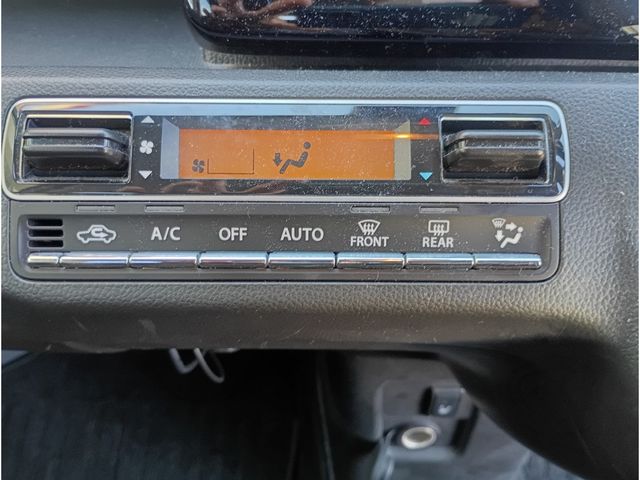 A/C OFF AUTO FRONT REAR